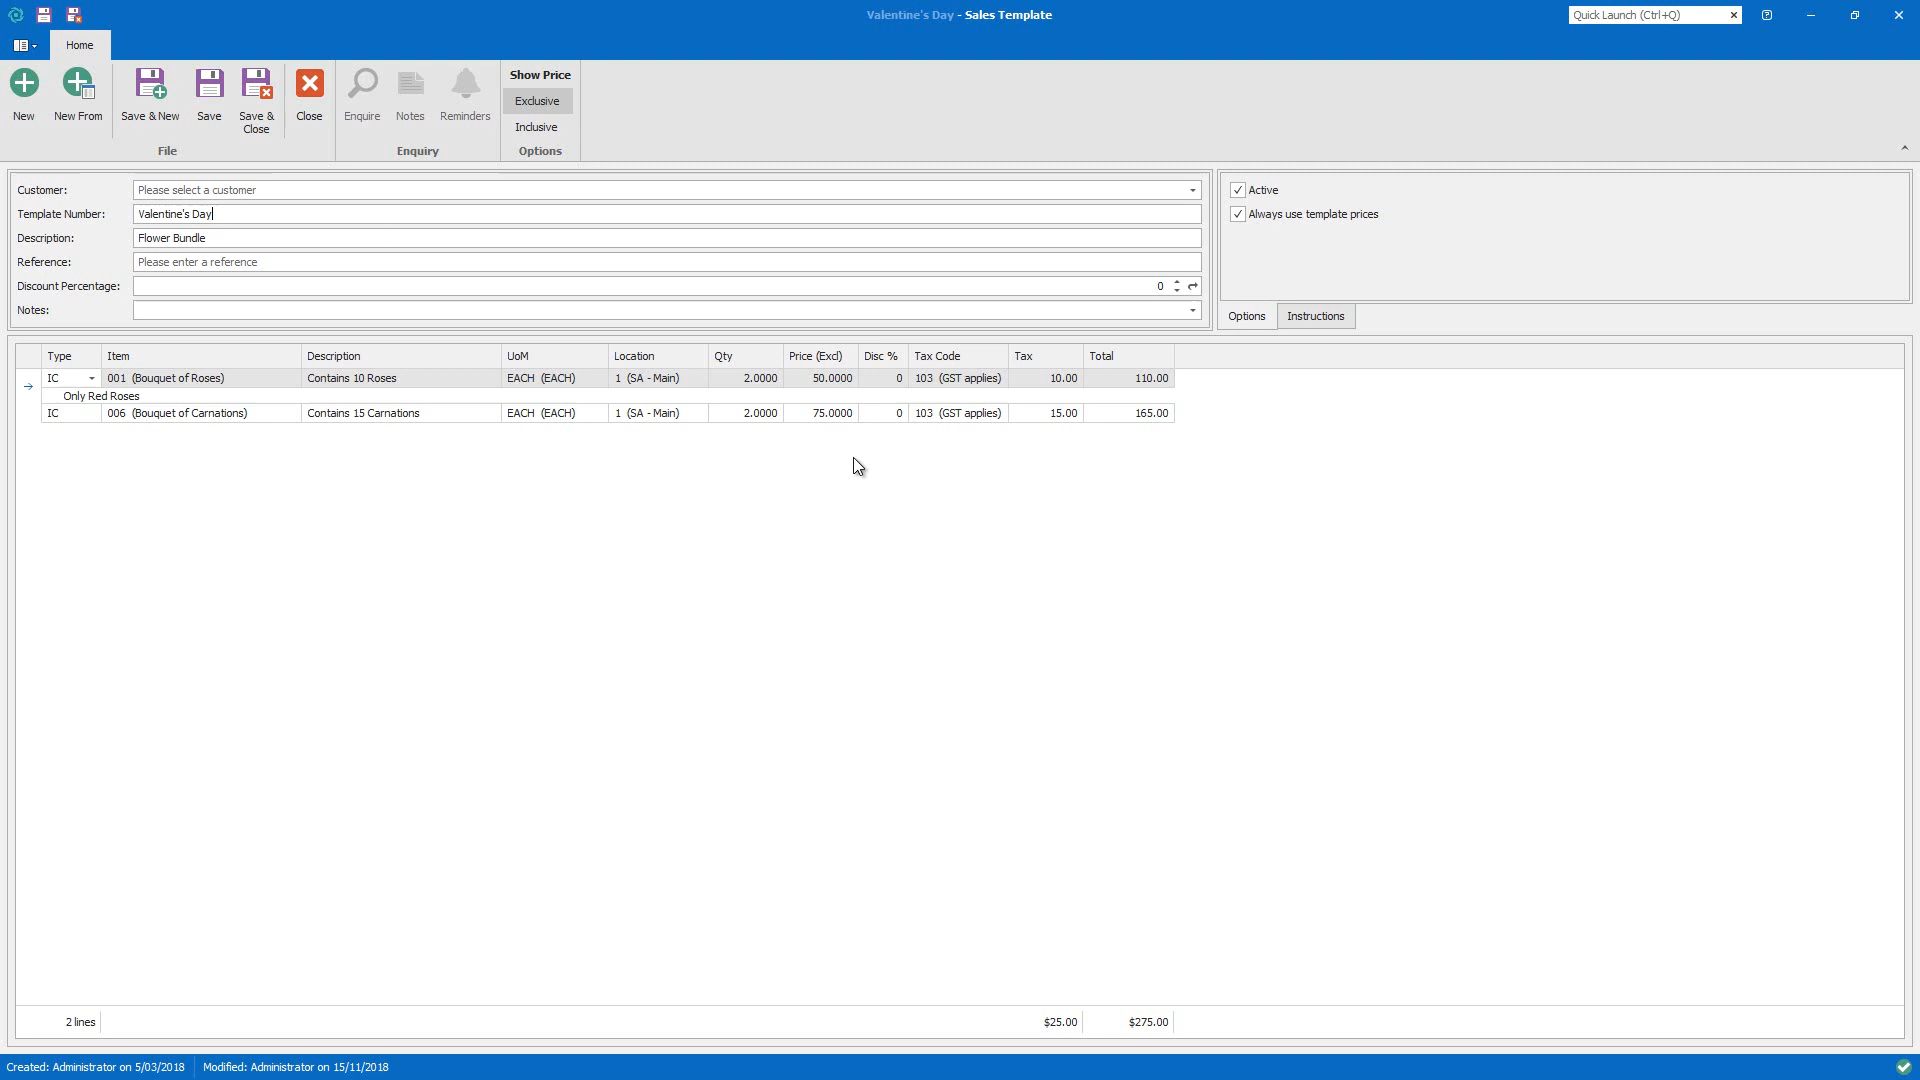 Valentine's Day - Sales Template
Quick Launch (Ctrl+Q)
Home
New
New From
Save & New
Save
Save & Close
Close
Enquire
Notes
Reminders
Show Price
Exclusive
Inclusive
File
Enquiry
Options
Customer: Please select a customer
Template Number: Valentine's Day
Description: Flower Bundle
Reference: Please enter a reference
Discount Percentage: 0
Notes:
Active
Always use template prices
Options Instructions
Type Item Description UoM Location Qty Price (Excl) Disc % Tax Code Tax Total
IC 001 (Bouquet of Roses) Contains 10 Roses EACH (EACH) 1 (SA - Main) 2.0000 50.0000 0 103 (GST applies) 10.00 110.00
Only Red Roses
IC 006 (Bouquet of Carnations) Contains 15 Carnations EACH (EACH) 1 (SA - Main) 2.0000 75.0000 0 103 (GST applies) 15.00 165.00
2 lines $25.00 $275.00
Created: Administrator on 5/03/2018 Modified: Administrator on 15/11/2018